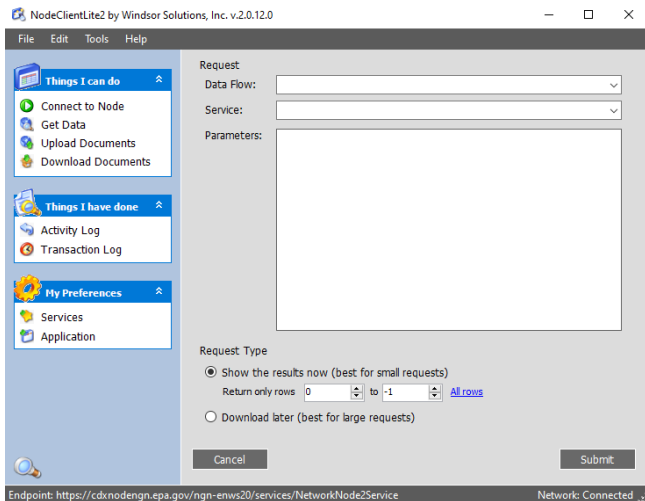 NodeClientLite2 by Windsor Solutions, Inc. v.2.0.12.0
File Edit Tools Help
Things I can do
Connect to Node
Get Data
Upload Documents
Download Documents
Things I have done
Activity Log
Transaction Log
My Preferences
Services
Application
Request
Data Flow:
Service:
Parameters:
Request Type
Show the results now (best for small requests)
Return only rows 0 to -1 All rows
Download later (best for large requests)
Cancel Submit
Endpoint: https://cdxnodengn.epa.gov/ngn-enws20/services/NetworkNode2Service Network: Connected